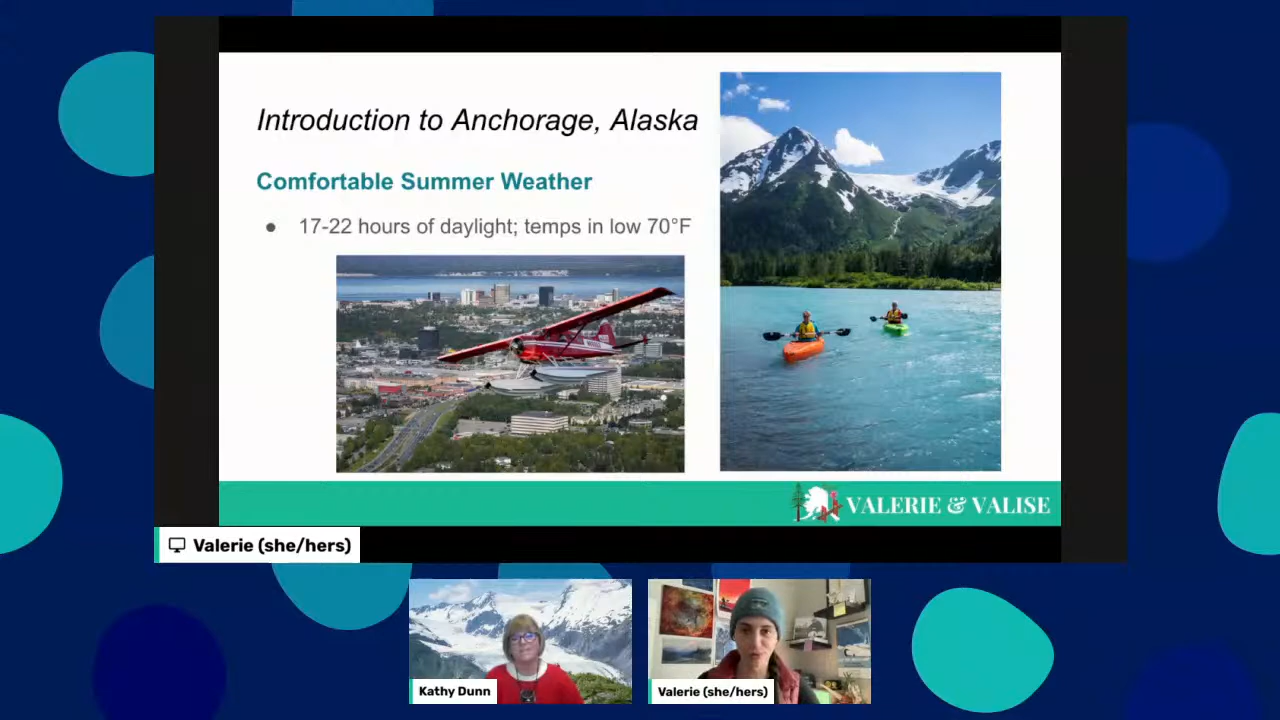 Introduction to Anchorage, Alaska
Comfortable Summer Weather
● 17-22 hours of daylight; temps in low 70°F
VALERIE & VALISE
Valerie (she/hers)
Kathy Dunn
Valerie (she/hers)